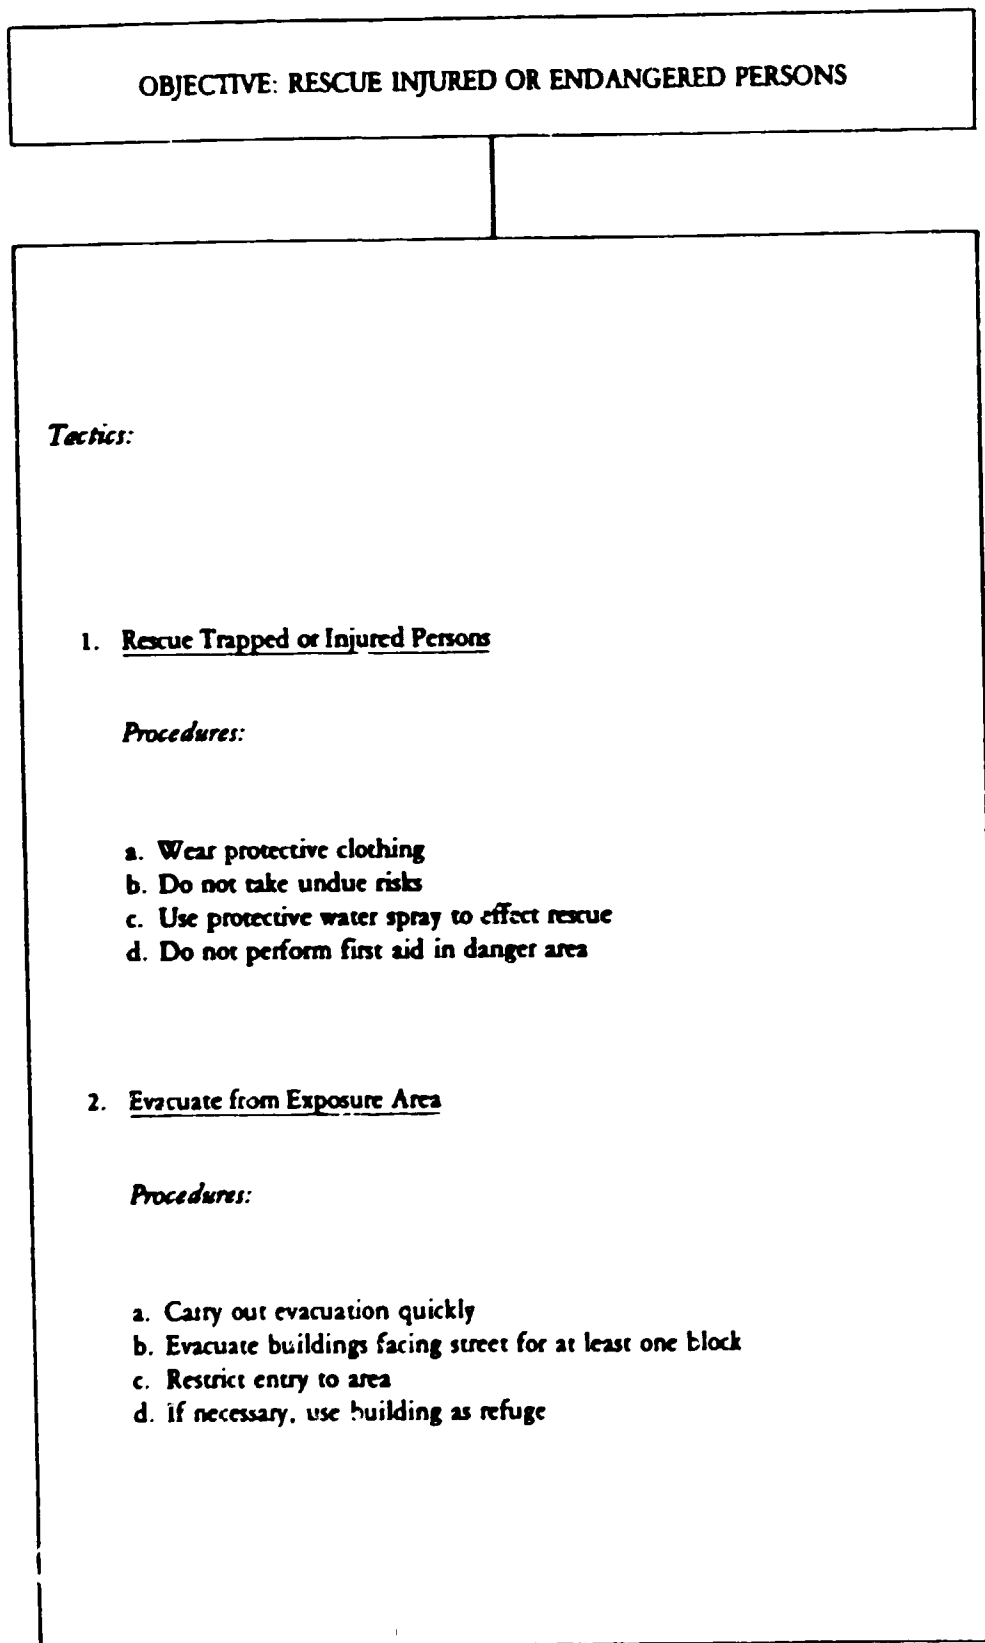 OBJECTIVE: RESCUE INJURED OR ENDANGERED PERSONS
Tactics:
1. Rescue Trapped or Injured Persons
Procedures:
a. Wear protective clothing
b. Do not take undue risks
c. Use protective water spray to effect rescue
d. Do not perform first aid in danger area
2. Evacuate from Exposure Area
Procedures:
a. Carry out evacuation quickly
b. Evacuate buildings facing street for at least one block
c. Restrict entry to area
d. if necessary, use building as refuge